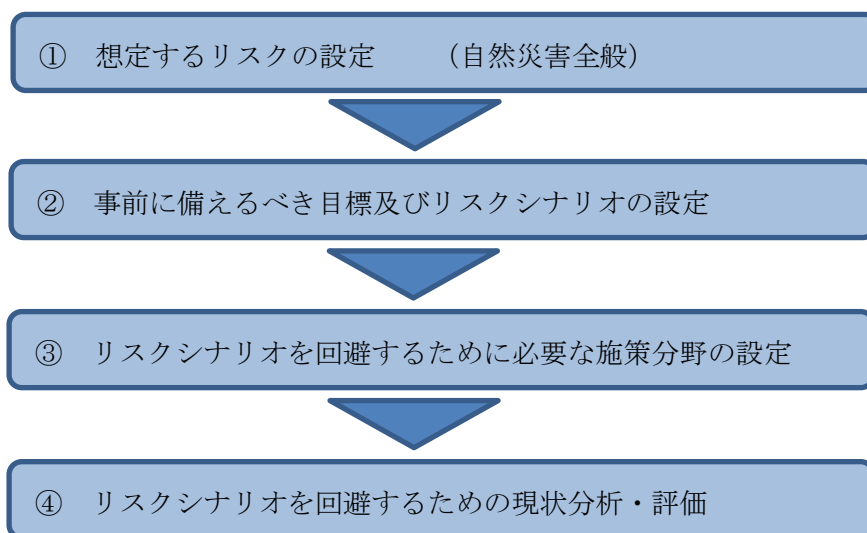 ① 想定するリスクの設定 （自然災害全般）
② 事前に備えるべき目標及びリスクシナリオの設定
③ リスクシナリオを回避するために必要な施策分野の設定
④ リスクシナリオを回避するための現状分析・評価